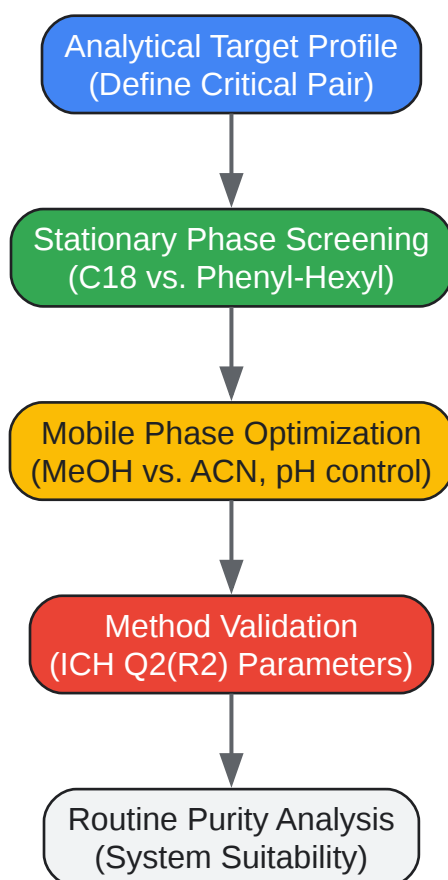 Analytical Target Profile
(Define Critical Pair)
Stationary Phase Screening
(C18 vs. Phenyl-Hexyl)
Mobile Phase Optimization
(MeOH vs. ACN, pH control)
Method Validation
(ICH Q2(R2) Parameters)
Routine Purity Analysis
(System Suitability)